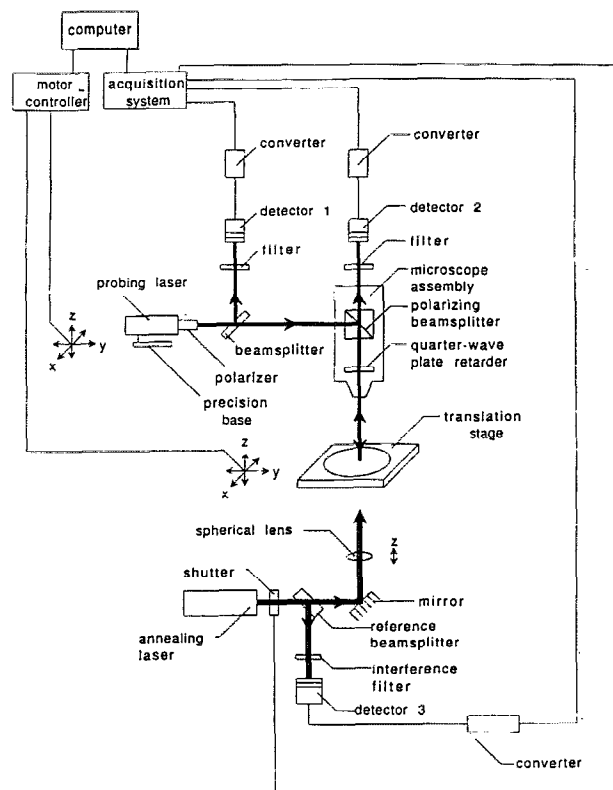 computer
motor
controller
acquisition
system
converter
converter
detector 1
detector 2
filter
filter
microscope
assembly
probing laser
polarizing
beamsplitter
beamsplitter
quarter-wave
plate retarder
polarizer
precision
base
z
y
x
translation
stage
z
y
x
spherical lens
z
shutter
mirror
annealing
laser
reference
beamsplitter
interference
filter
detector 3
converter